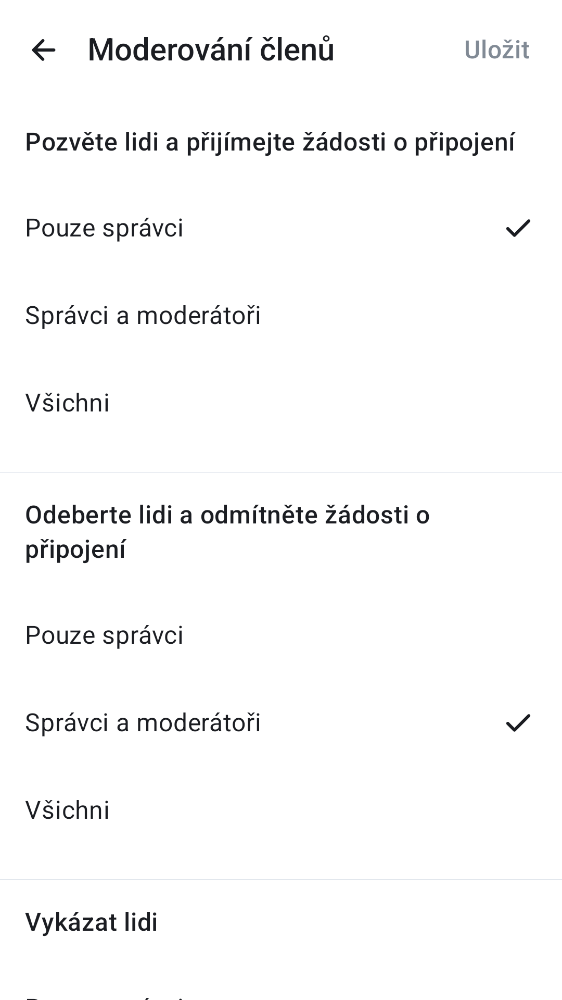 Moderování členů
Uložit
Pozvěte lidi a přijímejte žádosti o připojení
Pouze správci
Správci a moderátoři
Všichni
Odeberte lidi a odmítněte žádosti o
připojení
Pouze správci
Správci a moderátoři
Všichni
Vykázat lidi